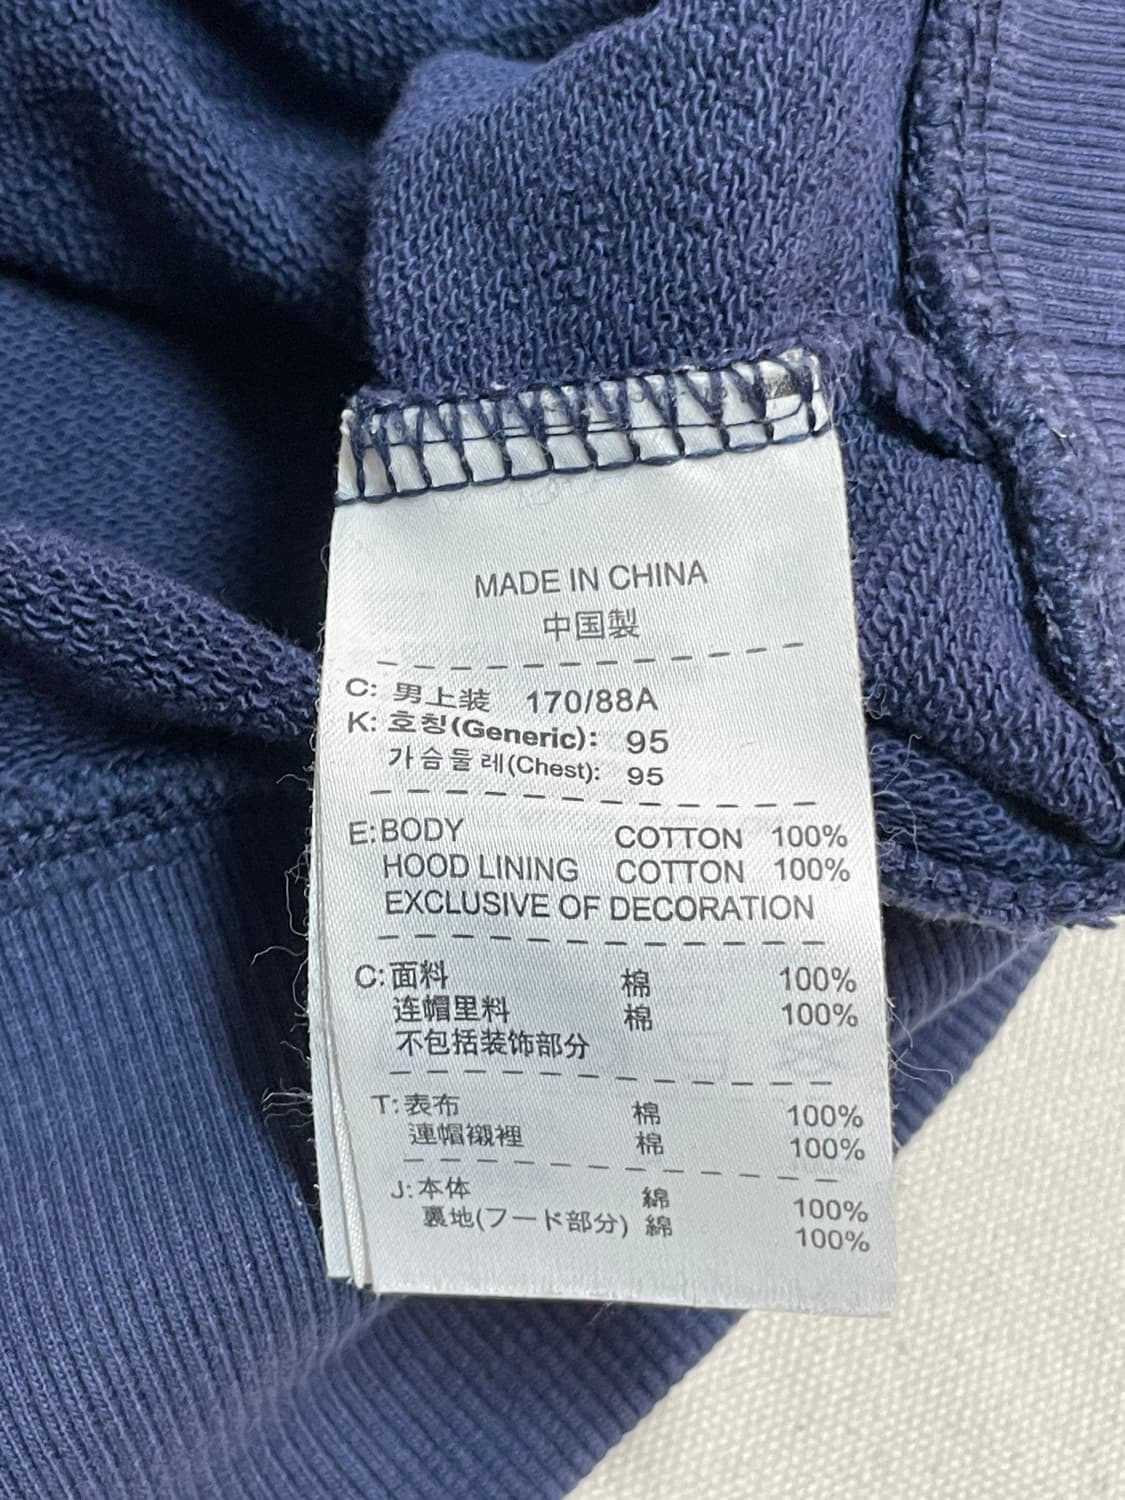 MADE IN CHINA
中国製
C: 男上装 170/88A
K: 호칭(Generic): 95
가슴둘레(Chest): 95
E: BODY COTTON 100%
HOOD LINING COTTON 100%
EXCLUSIVE OF DECORATION
C: 面料 棉 100%
连帽里料 棉 100%
不包括装饰部分
T: 表布 棉 100%
連帽襯裡 棉 100%
J: 本体 綿 100%
裏地(フード部分) 綿 100%